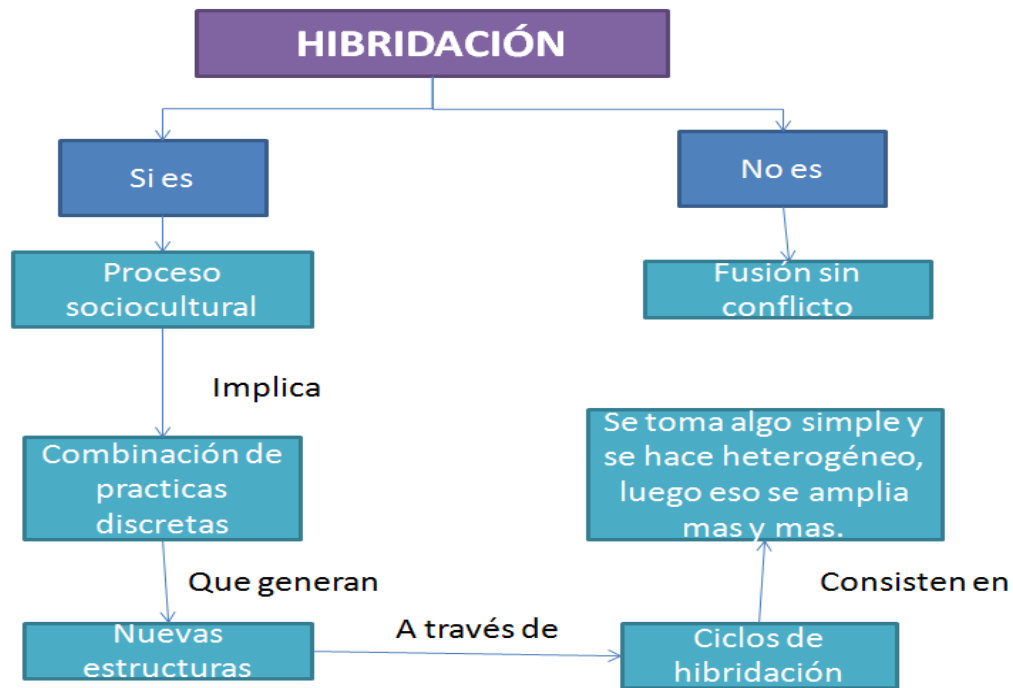 HIBRIDACIÓN
Si es
No es
Proceso
sociocultural
Fusión sin
conflicto
Implica
Combinación de
practicas
discretas
Se toma algo simple y
se hace heterogéneo,
luego eso se amplia
mas y mas.
Que generan
Consisten en
Nuevas
estructuras
A través de
Ciclos de
hibridación